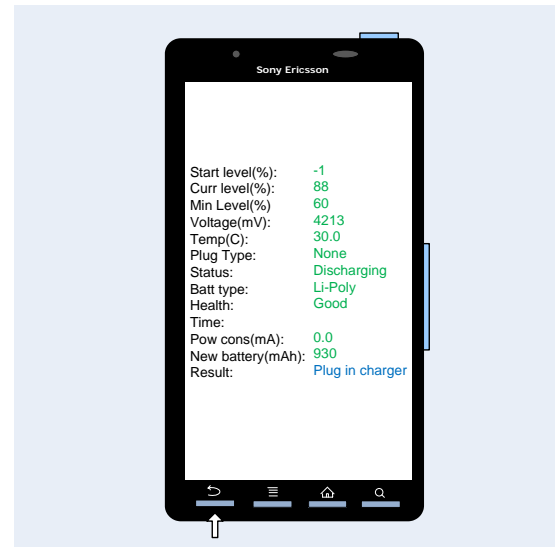 Sony Ericsson
Start level(%): -1
Curr level(%): 88
Min Level(%) 60
Voltage(mV): 4213
Temp(C): 30.0
Plug Type: None
Status: Discharging
Batt type: Li-Poly
Health: Good
Time:
Pow cons(mA): 0.0
New battery(mAh): 930
Result: Plug in charger